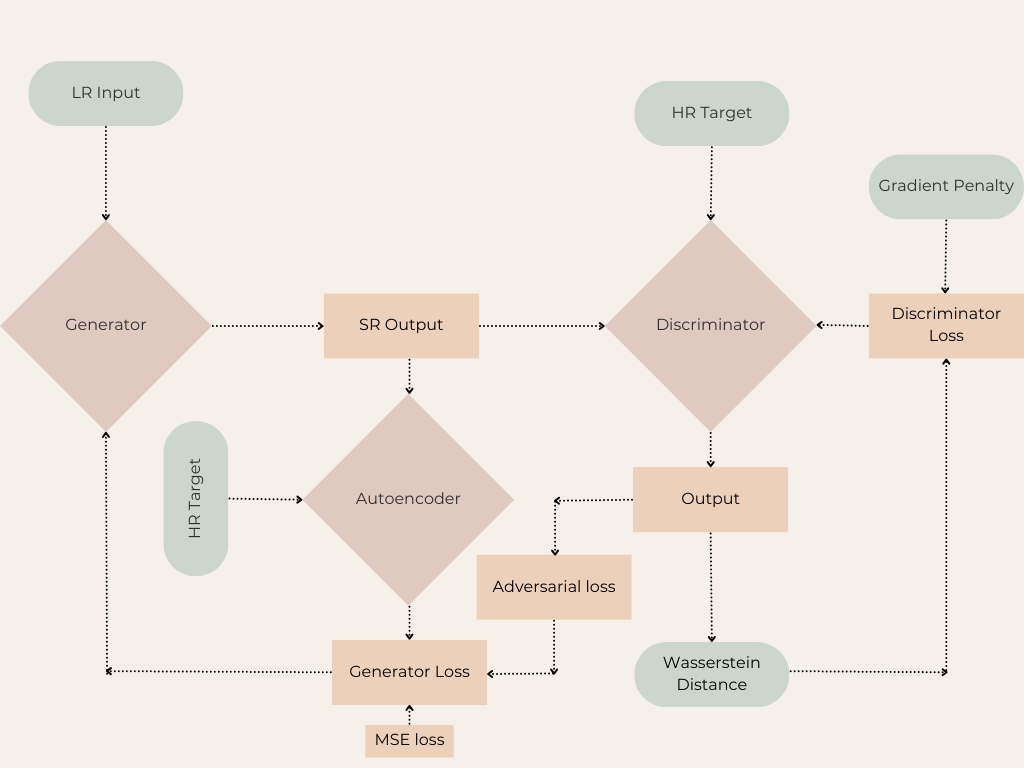 LR Input
HR Target
Gradient Penalty
Generator
SR Output
Discriminator
Discriminator
Loss
HR Target
Autoencoder
Output
Adversarial loss
Generator Loss
Wasserstein
Distance
MSE loss